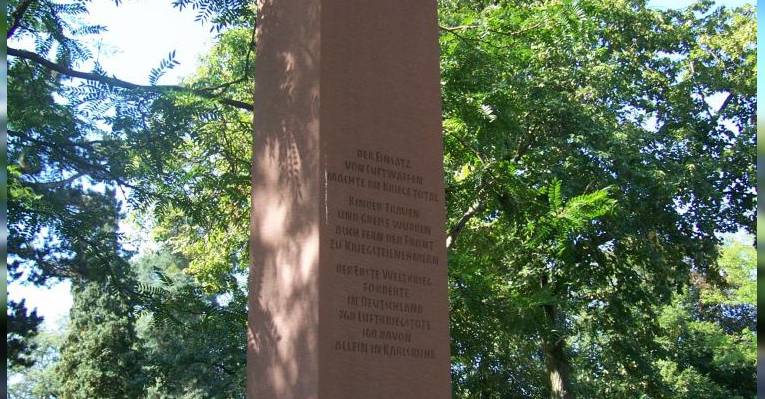 DER EINSATZ
VON LUFTWAFFEN
MACHTE DIE KRIEGE TOTAL
KINDER FRAUEN
UND GREISE WURDEN
AUCH FERN DER FRONT
ZU KRIEGSTEILNEHMERN
DER ERSTE WELTKRIEG
FORDERTE
IN DEUTSCHLAND
768 LUFTKRIEGSTOTE
168 DAVON
ALLEIN IN KARLSRUHE